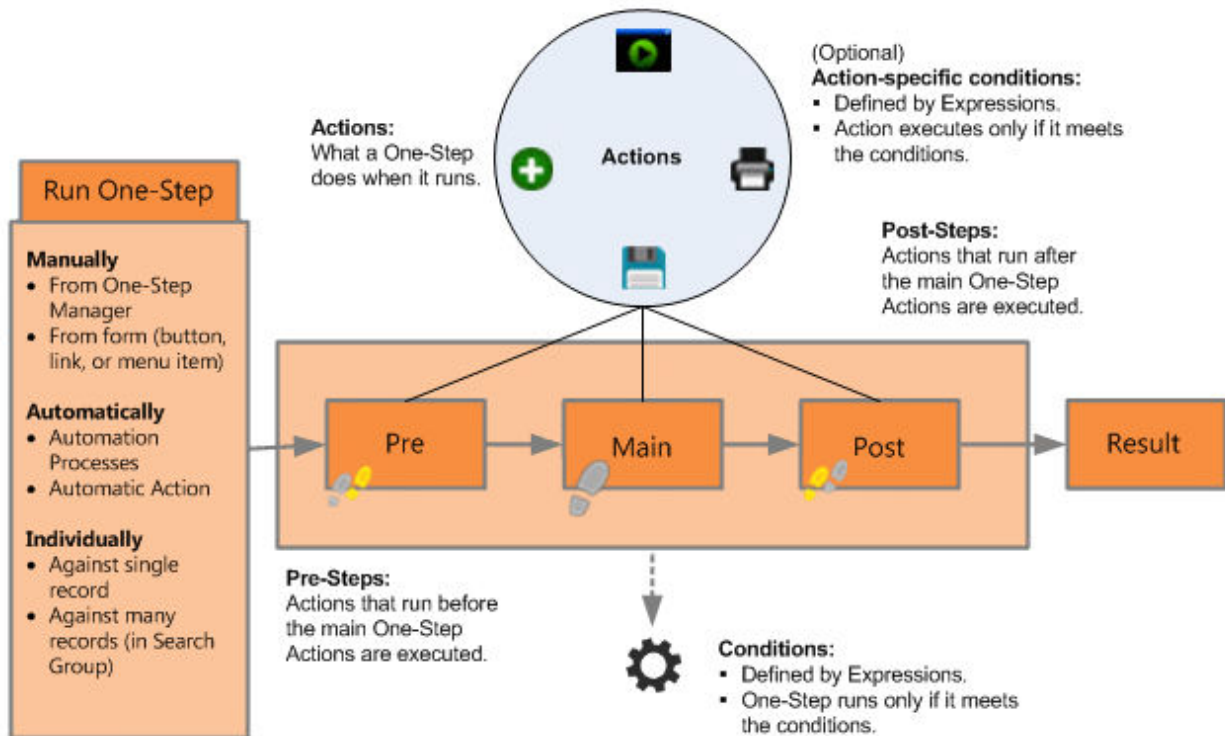 Run One-Step
Manually
• From One-Step
Manager
• From form (button,
link, or menu item)
Automatically
• Automation
Processes
• Automatic Action
Individually
• Against single
record
• Against many
records (in Search
Group)
Actions:
What a One-Step
does when it runs.
Actions
(Optional)
Action-specific conditions:
▪ Defined by Expressions.
▪ Action executes only if it meets
the conditions.
Post-Steps:
Actions that run after
the main One-Step
Actions are executed.
Pre
Main
Post
Result
Pre-Steps:
Actions that run before
the main One-Step
Actions are executed.
Conditions:
▪ Defined by Expressions.
▪ One-Step runs only if it meets
the conditions.